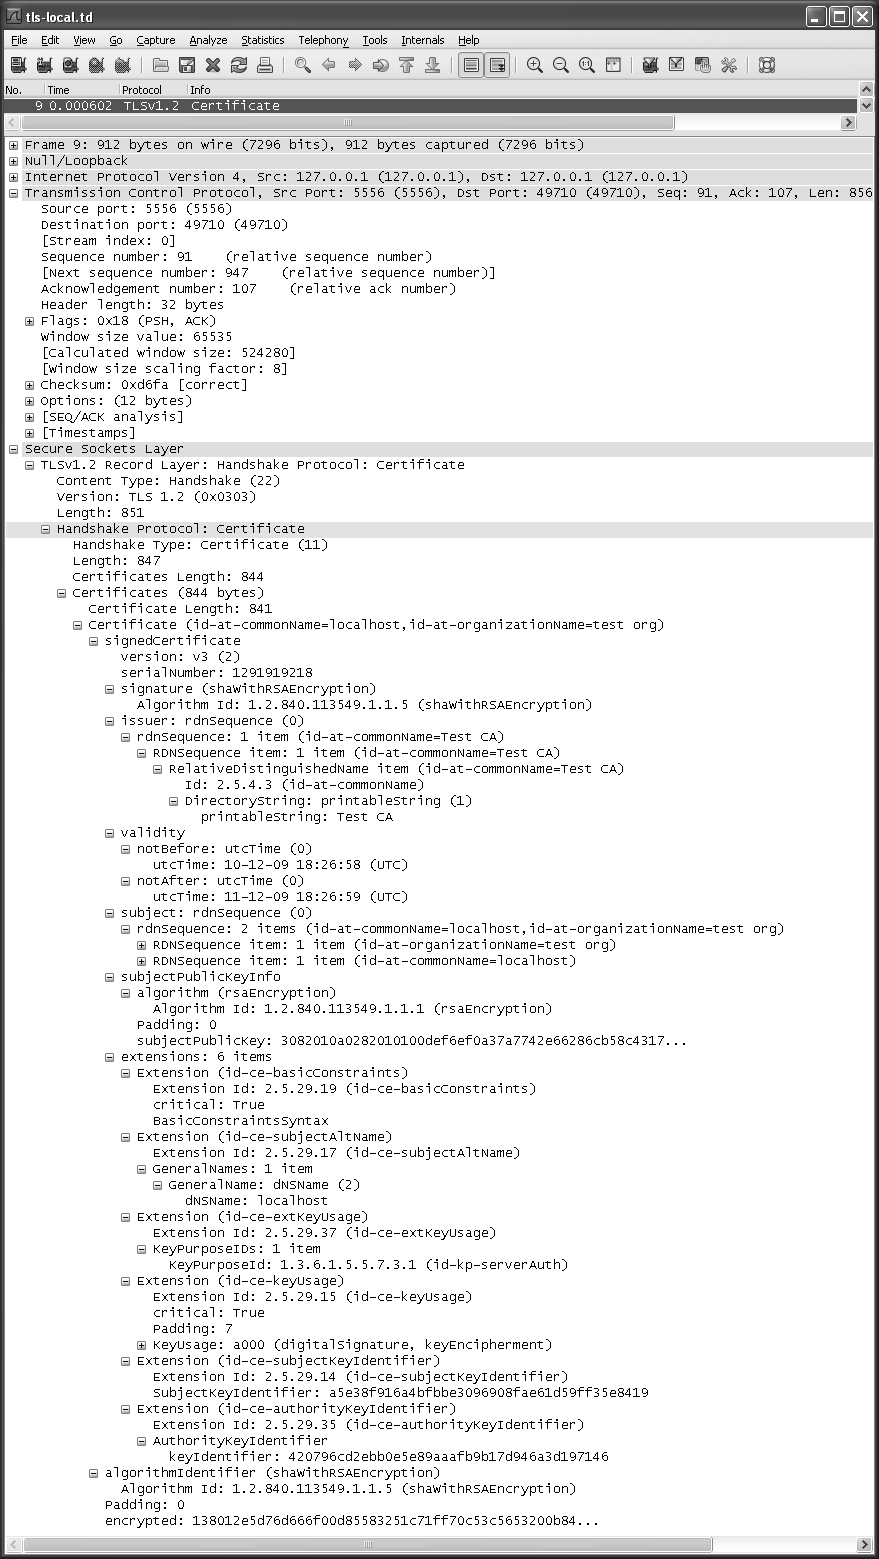 tls-local.td
File Edit View Go Capture Analyze Statistics Telephony Tools Internals Help
No. Time Protocol Info
9 0.000602 TLSv1.2 Certificate
Frame 9: 912 bytes on wire (7296 bits), 912 bytes captured (7296 bits)
Null/Loopback
Internet Protocol Version 4, Src: 127.0.0.1 (127.0.0.1), Dst: 127.0.0.1 (127.0.0.1)
Transmission Control Protocol, Src Port: 5556 (5556), Dst Port: 49710 (49710), Seq: 91, Ack: 107, Len: 856
Source port: 5556 (5556)
Destination port: 49710 (49710)
[Stream index: 0]
Sequence number: 91 (relative sequence number)
[Next sequence number: 947 (relative sequence number)]
Acknowledgement number: 107 (relative ack number)
Header length: 32 bytes
Flags: 0x18 (PSH, ACK)
Window size value: 65535
[Calculated window size: 524280]
[Window size scaling factor: 8]
Checksum: 0xd6fa [correct]
Options: (12 bytes)
[SEQ/ACK analysis]
[Timestamps]
Secure Sockets Layer
TLSv1.2 Record Layer: Handshake Protocol: Certificate
Content Type: Handshake (22)
Version: TLS 1.2 (0x0303)
Length: 851
Handshake Protocol: Certificate
Handshake Type: Certificate (11)
Length: 847
Certificates Length: 844
Certificates (844 bytes)
Certificate Length: 841
Certificate (id-at-commonName=localhost,id-at-organizationName=test org)
signedCertificate
version: v3 (2)
serialNumber: 1291919218
signature (shaWithRSAEncryption)
Algorithm Id: 1.2.840.113549.1.1.5 (shaWithRSAEncryption)
issuer: rdnSequence (0)
rdnSequence: 1 item (id-at-commonName=Test CA)
RDNSequence item: 1 item (id-at-commonName=Test CA)
RelativeDistinguishedName item (id-at-commonName=Test CA)
Id: 2.5.4.3 (id-at-commonName)
DirectoryString: printableString (1)
printableString: Test CA
validity
notBefore: utcTime (0)
utcTime: 10-12-09 18:26:58 (UTC)
notAfter: utcTime (0)
utcTime: 11-12-09 18:26:59 (UTC)
subject: rdnSequence (0)
rdnSequence: 2 items (id-at-commonName=localhost,id-at-organizationName=test org)
RDNSequence item: 1 item (id-at-organizationName=test org)
RDNSequence item: 1 item (id-at-commonName=localhost)
subjectPublicKeyInfo
algorithm (rsaEncryption)
Algorithm Id: 1.2.840.113549.1.1.1 (rsaEncryption)
Padding: 0
subjectPublicKey: 3082010a0282010100def6ef0a37a7742e66286cb58c4317...
extensions: 6 items
Extension (id-ce-basicConstraints)
Extension Id: 2.5.29.19 (id-ce-basicConstraints)
critical: True
BasicConstraintsSyntax
Extension (id-ce-subjectAltName)
Extension Id: 2.5.29.17 (id-ce-subjectAltName)
GeneralNames: 1 item
GeneralName: dNSName (2)
dNSName: localhost
Extension (id-ce-extKeyUsage)
Extension Id: 2.5.29.37 (id-ce-extKeyUsage)
KeyPurposeIDs: 1 item
KeyPurposeId: 1.3.6.1.5.5.7.3.1 (id-kp-serverAuth)
Extension (id-ce-keyUsage)
Extension Id: 2.5.29.15 (id-ce-keyUsage)
critical: True
Padding: 7
KeyUsage: a000 (digitalSignature, keyEncipherment)
Extension (id-ce-subjectKeyIdentifier)
Extension Id: 2.5.29.14 (id-ce-subjectKeyIdentifier)
SubjectKeyIdentifier: a5e38f916a4bfbbe3096908fae61d59ff35e8419
Extension (id-ce-authorityKeyIdentifier)
Extension Id: 2.5.29.35 (id-ce-authorityKeyIdentifier)
AuthorityKeyIdentifier
keyIdentifier: 420796cd2ebb0e5e89aaafb9b17d946a3d197146
algorithmIdentifier (shaWithRSAEncryption)
Algorithm Id: 1.2.840.113549.1.1.5 (shaWithRSAEncryption)
Padding: 0
encrypted: 138012e5d76d666f00d85583251c71ff70c53c5653200b84...